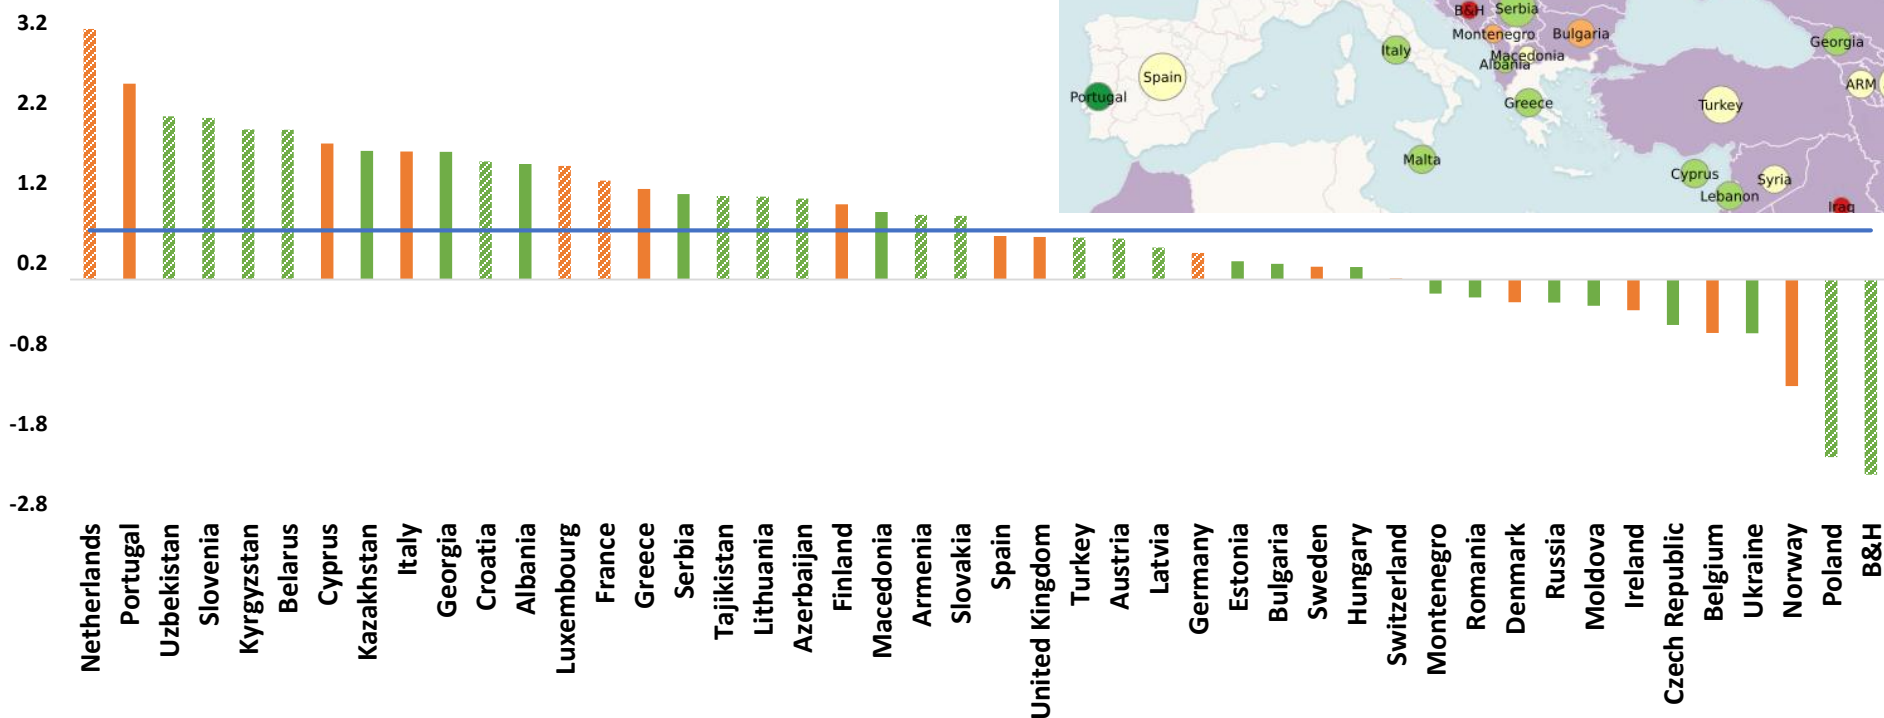 3.2
2.2
1.2
0.2
-0.8
-1.8
-2.8
B&H
Serbia
Montenegro
Bulgaria
Georgia
Italy
Macedonia
Albania
Spain
ARM
Portugal
Greece
Turkey
Malta
Cyprus
Syria
Lebanon
Iraq
Netherlands
Portugal
Uzbekistan
Slovenia
Kyrgyzstan
Belarus
Cyprus
Kazakhstan
Italy
Georgia
Croatia
Albania
Luxembourg
France
Greece
Serbia
Tajikistan
Lithuania
Azerbaijan
Finland
Macedonia
Armenia
Slovakia
Spain
United Kingdom
Turkey
Austria
Latvia
Germany
Estonia
Bulgaria
Sweden
Hungary
Switzerland
Montenegro
Romania
Denmark
Russia
Moldova
Ireland
Czech Republic
Belgium
Ukraine
Norway
Poland
B&H